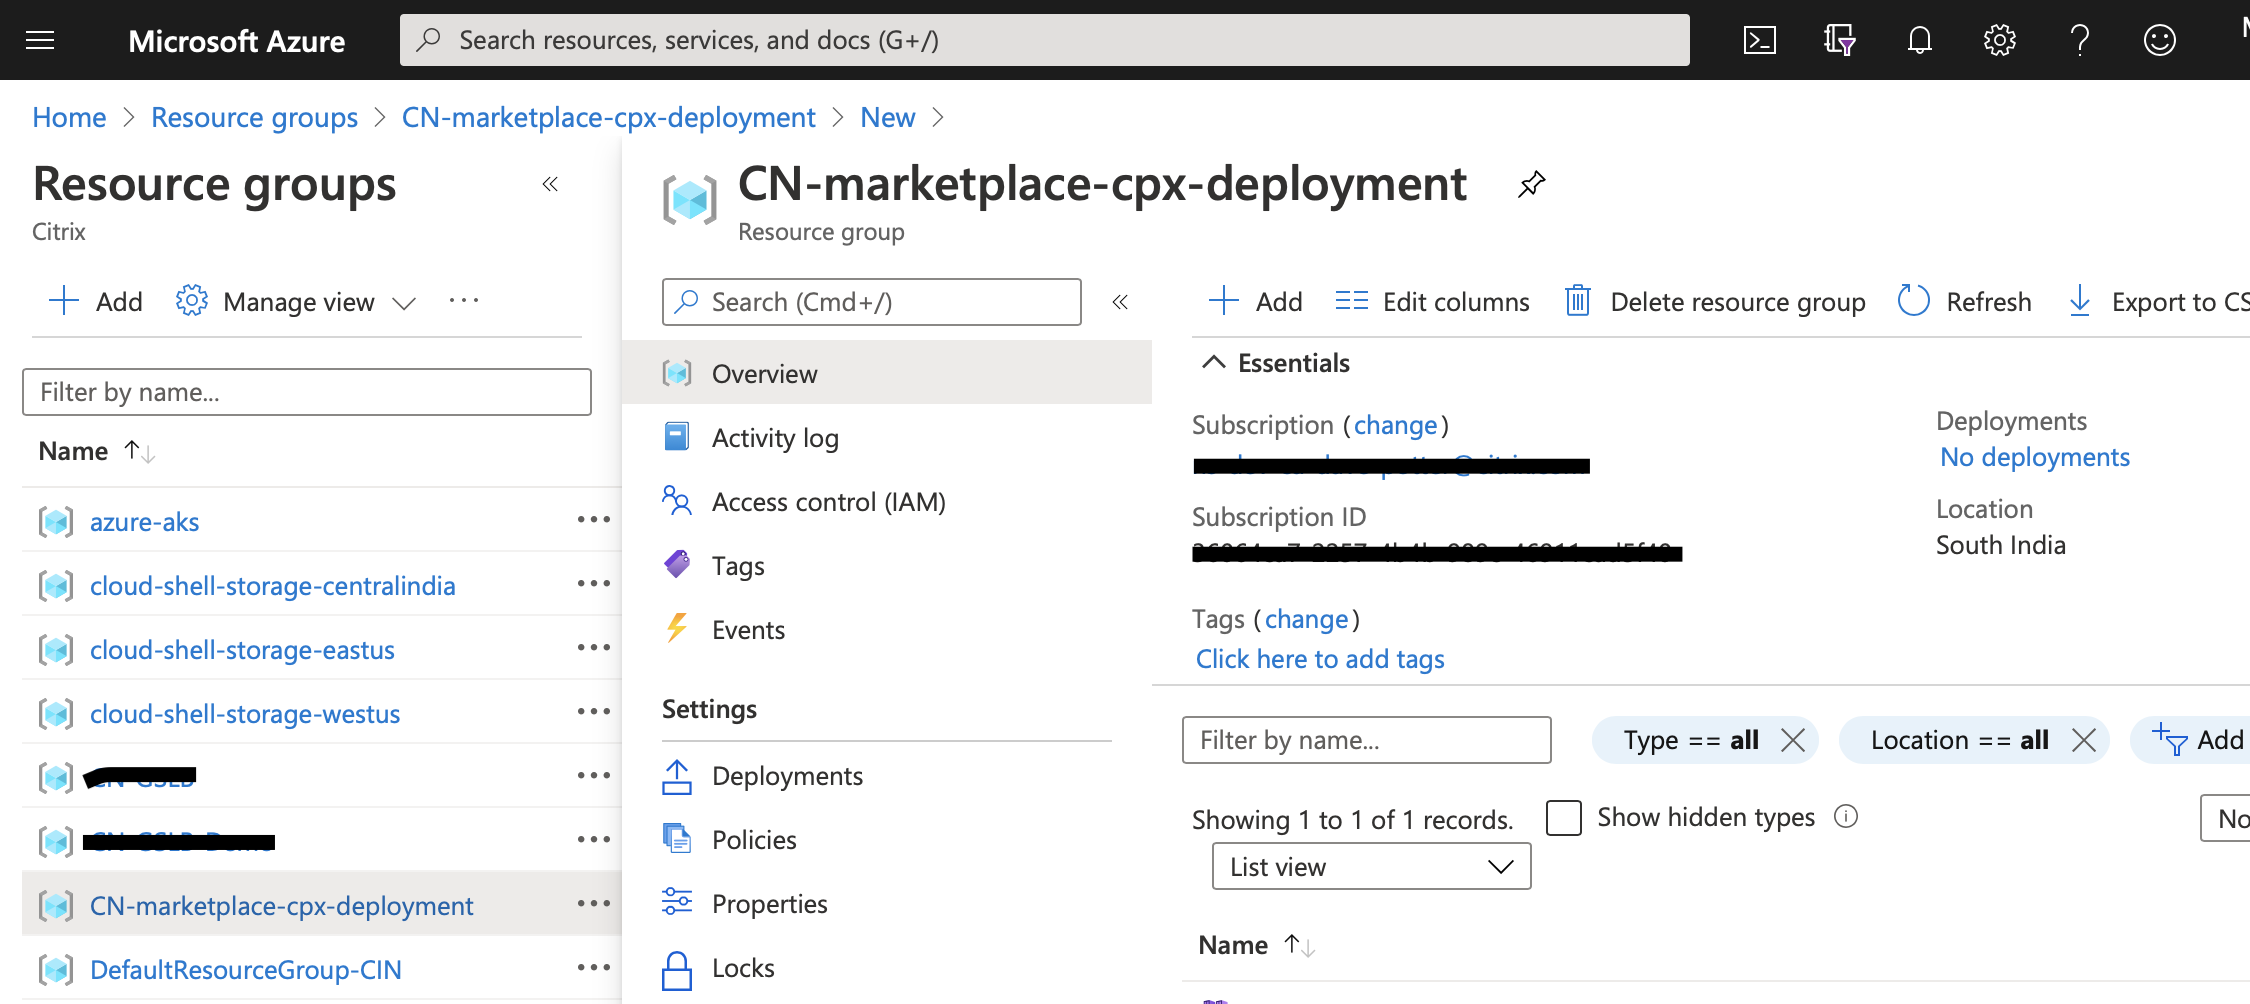 Microsoft Azure
Search resources, services, and docs (G+/)
Home > Resource groups > CN-marketplace-cpx-deployment > New >
Resource groups
Citrix
Add
Manage view
Filter by name...
Name
azure-aks
cloud-shell-storage-centralindia
cloud-shell-storage-eastus
cloud-shell-storage-westus
CN-marketplace-cpx-deployment
DefaultResourceGroup-CIN
CN-marketplace-cpx-deployment
Resource group
Search (Cmd+/)
Overview
Activity log
Access control (IAM)
Tags
Events
Settings
Deployments
Policies
Properties
Locks
Add
Edit columns
Delete resource group
Refresh
Export to CS
Essentials
Subscription (change)
Subscription ID
Tags (change)
Click here to add tags
Deployments
No deployments
Location
South India
Filter by name...
Type == all
Location == all
Add
Showing 1 to 1 of 1 records.
Show hidden types
No
List view
Name